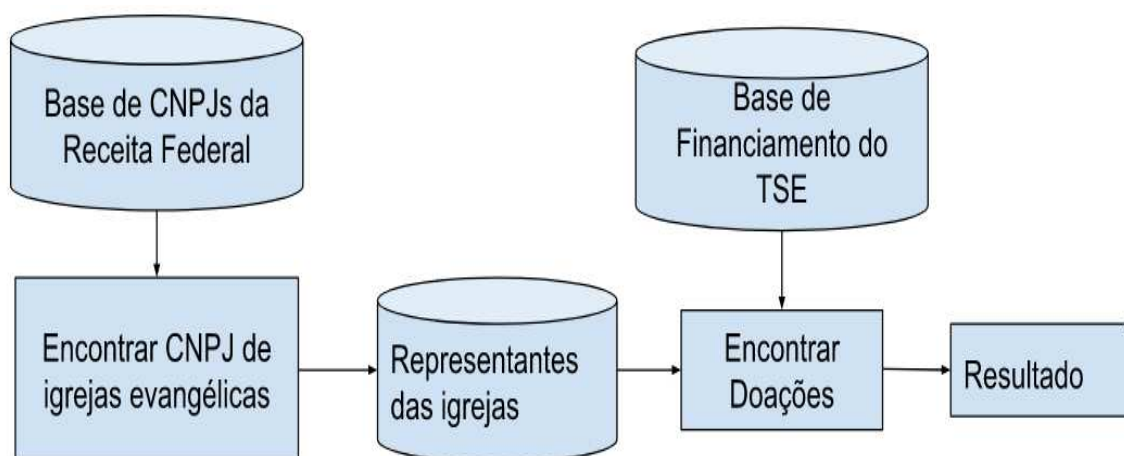 Base de CNPJs da
Receita Federal
Base de
Financiamento do
TSE
Encontrar CNPJ de
igrejas evangélicas
Representantes
das igrejas
Encontrar
Doações
Resultado